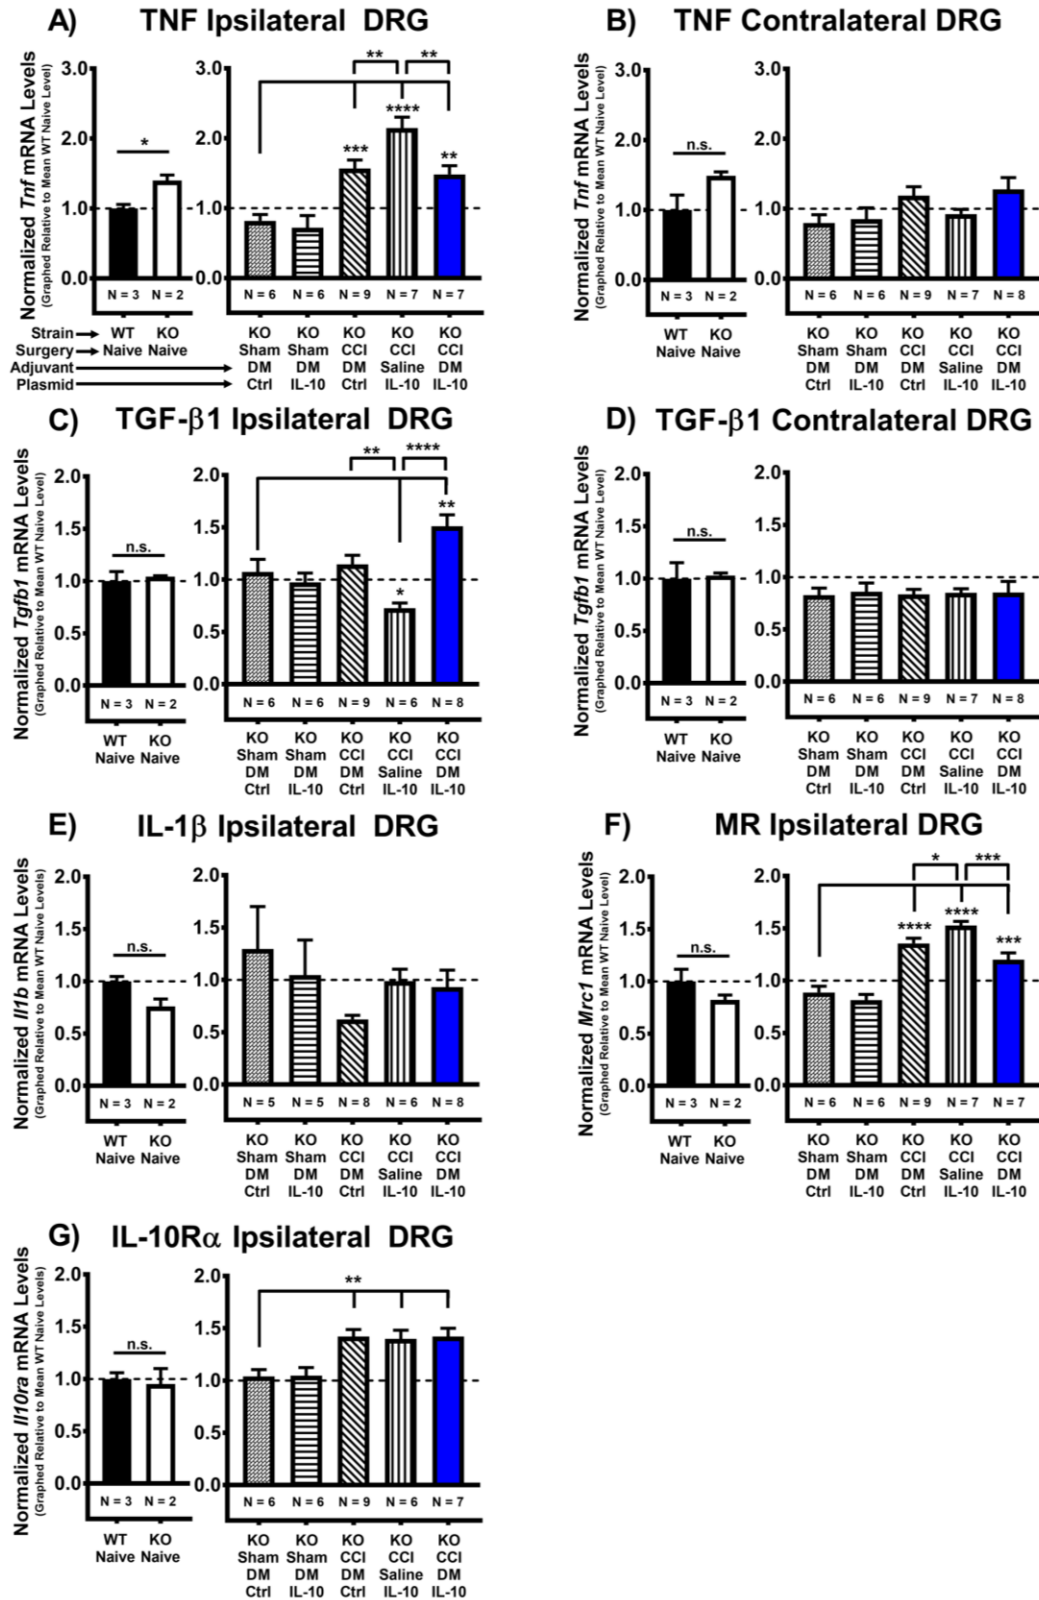 A) TNF Ipsilateral DRG
Normalized Tnf mRNA Levels
(Graphed Relative to Mean WT Naive Level)
3.0
2.0
1.0
0.0
*
N = 3 N = 2
3.0
2.0
1.0
0.0
** **
*** **** **
N = 6 N = 6 N = 9 N = 7 N = 7
Strain WT KO KO KO KO KO KO
Surgery Naive Naive Sham Sham CCI CCI CCI
Adjuvant DM DM DM Saline DM
Plasmid Ctrl IL-10 Ctrl IL-10 IL-10
B) TNF Contralateral DRG
Normalized Tnf mRNA Levels
(Graphed Relative to Mean WT Naive Level)
3.0
2.0
1.0
0.0
n.s.
N = 3 N = 2
WT KO
Naive Naive
3.0
2.0
1.0
0.0
N = 6 N = 6 N = 9 N = 7 N = 8
KO KO KO KO KO
Sham Sham CCI CCI CCI
DM DM DM Saline DM
Ctrl IL-10 Ctrl IL-10 IL-10
C) TGF-β1 Ipsilateral DRG
Normalized Tgfb1 mRNA Levels
(Graphed Relative to Mean WT Naive Level)
2.0
1.5
1.0
0.5
0.0
n.s.
N = 3 N = 2
WT KO
Naive Naive
2.0
1.5
1.0
0.5
0.0
** ****
* **
N = 6 N = 6 N = 9 N = 6 N = 8
KO KO KO KO KO
Sham Sham CCI CCI CCI
DM DM DM Saline DM
Ctrl IL-10 Ctrl IL-10 IL-10
D) TGF-β1 Contralateral DRG
Normalized Tgfb1 mRNA Levels
(Graphed Relative to Mean WT Naive Level)
2.0
1.5
1.0
0.5
0.0
n.s.
N = 3 N = 2
WT KO
Naive Naive
2.0
1.5
1.0
0.5
0.0
N = 6 N = 6 N = 9 N = 7 N = 8
KO KO KO KO KO
Sham Sham CCI CCI CCI
DM DM DM Saline DM
Ctrl IL-10 Ctrl IL-10 IL-10
E) IL-1β Ipsilateral DRG
Normalized Il1b mRNA Levels
(Graphed Relative to Mean WT Naive Levels)
2.0
1.5
1.0
0.5
0.0
n.s.
N = 3 N = 2
WT KO
Naive Naive
2.0
1.5
1.0
0.5
0.0
N = 5 N = 5 N = 8 N = 6 N = 8
KO KO KO KO KO
Sham Sham CCI CCI CCI
DM DM DM Saline DM
Ctrl IL-10 Ctrl IL-10 IL-10
F) MR Ipsilateral DRG
Normalized Mrc1 mRNA Levels
(Graphed Relative to Mean WT Naive Levels)
2.0
1.5
1.0
0.5
0.0
n.s.
N = 3 N = 2
WT KO
Naive Naive
2.0
1.5
1.0
0.5
0.0
* ***
**** **** ***
N = 6 N = 6 N = 9 N = 7 N = 7
KO KO KO KO KO
Sham Sham CCI CCI CCI
DM DM DM Saline DM
Ctrl IL-10 Ctrl IL-10 IL-10
G) IL-10Rα Ipsilateral DRG
Normalized Il10ra mRNA Levels
(Graphed Relative to Mean WT Naive Levels)
2.0
1.5
1.0
0.5
0.0
n.s.
N = 3 N = 2
WT KO
Naive Naive
2.0
1.5
1.0
0.5
0.0
**
N = 6 N = 6 N = 9 N = 6 N = 7
KO KO KO KO KO
Sham Sham CCI CCI CCI
DM DM DM Saline DM
Ctrl IL-10 Ctrl IL-10 IL-10